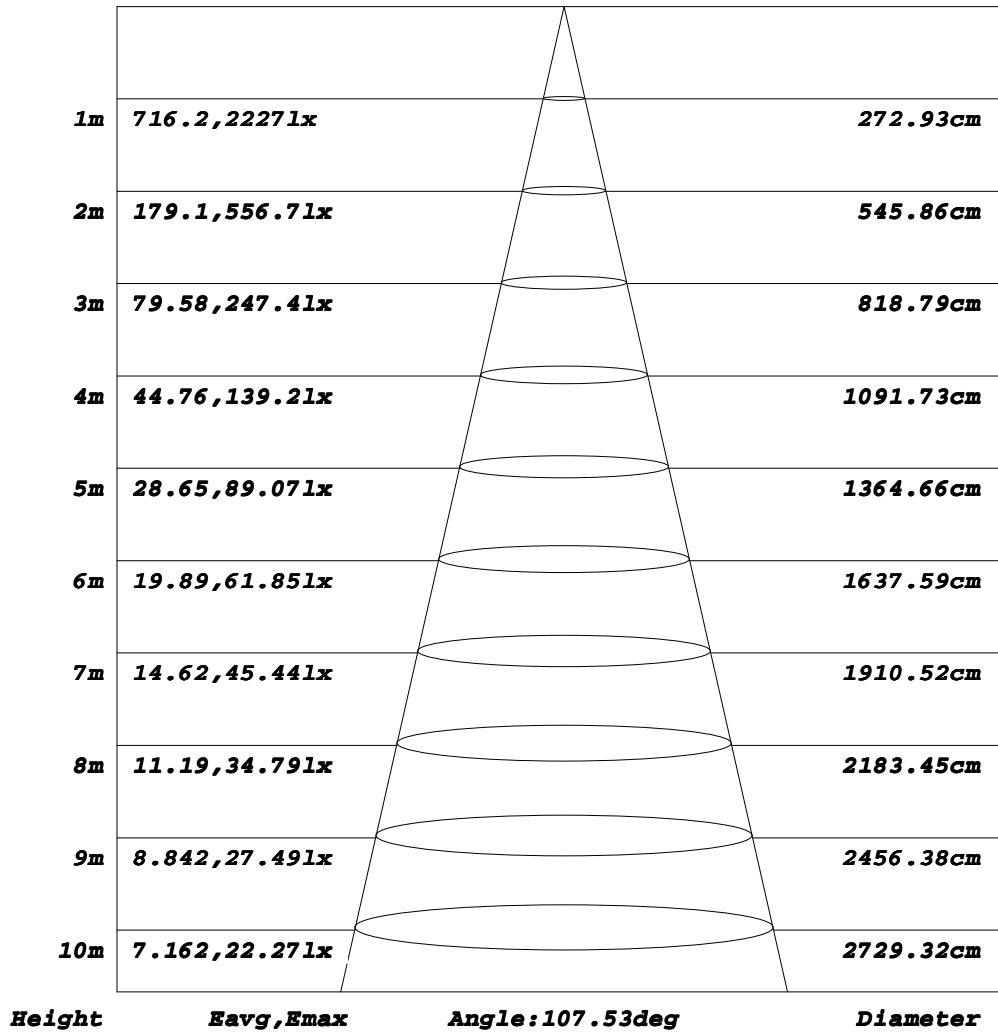 1m 716.2,2227lx 272.93cm
2m 179.1,556.7lx 545.86cm
3m 79.58,247.4lx 818.79cm
4m 44.76,139.2lx 1091.73cm
5m 28.65,89.07lx 1364.66cm
6m 19.89,61.85lx 1637.59cm
7m 14.62,45.44lx 1910.52cm
8m 11.19,34.79lx 2183.45cm
9m 8.842,27.49lx 2456.38cm
10m 7.162,22.27lx 2729.32cm
Height Eavg,Emax Angle:107.53deg Diameter